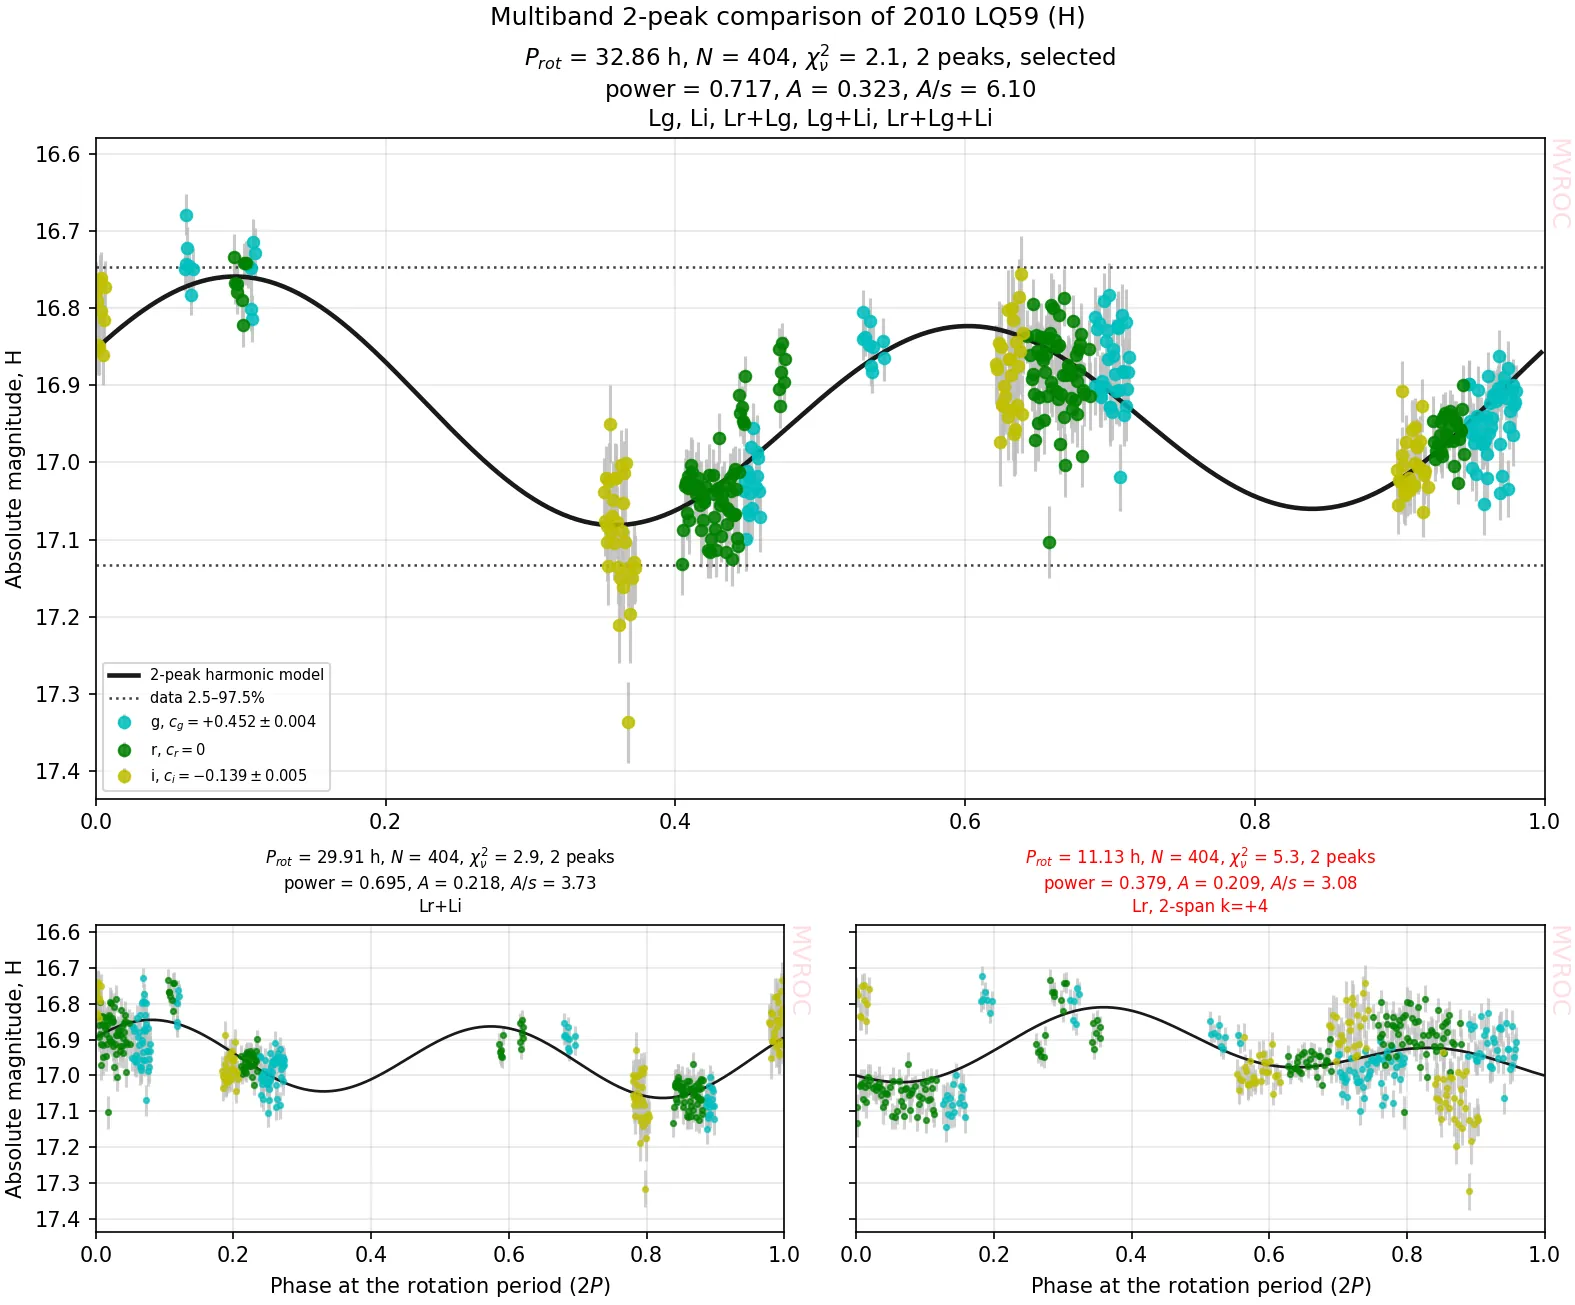 Multiband 2-peak comparison of 2010 LQ59 (H)
P_rot = 32.86 h, N = 404, χ²_ν = 2.1, 2 peaks, selected
power = 0.717, A = 0.323, A/s = 6.10
Lg, Li, Lr+Lg, Lg+Li, Lr+Lg+Li
MVROC
Absolute magnitude, H
16.6
16.7
16.8
16.9
17.0
17.1
17.2
17.3
17.4
2-peak harmonic model
data 2.5–97.5%
g, c_g = +0.452 ± 0.004
r, c_r = 0
i, c_i = −0.139 ± 0.005
0.0 0.2 0.4 0.6 0.8 1.0
P_rot = 29.91 h, N = 404, χ²_ν = 2.9, 2 peaks
power = 0.695, A = 0.218, A/s = 3.73
Lr+Li
MVROC
Absolute magnitude, H
16.6
16.7
16.8
16.9
17.0
17.1
17.2
17.3
17.4
0.0 0.2 0.4 0.6 0.8 1.0
Phase at the rotation period (2P)
P_rot = 11.13 h, N = 404, χ²_ν = 5.3, 2 peaks
power = 0.379, A = 0.209, A/s = 3.08
Lr, 2-span k=+4
MVROC
0.0 0.2 0.4 0.6 0.8 1.0
Phase at the rotation period (2P)